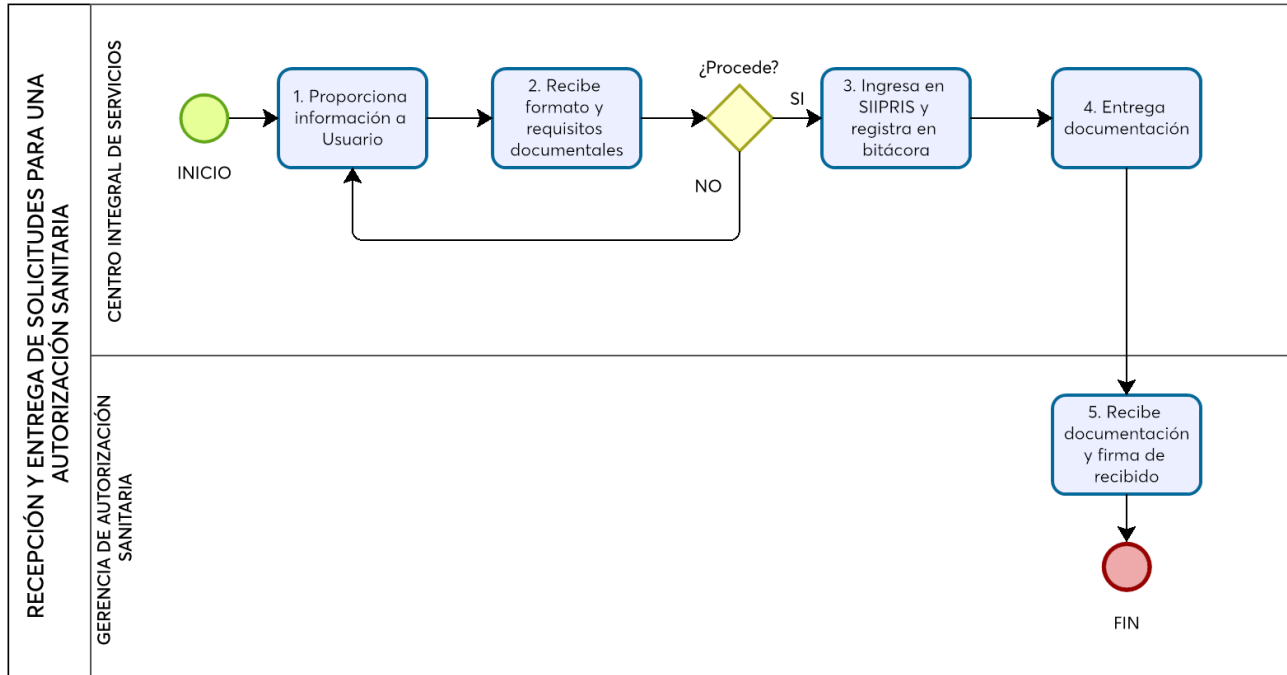 RECEPCIÓN Y ENTREGA DE SOLICITUDES PARA UNA
AUTORIZACIÓN SANITARIA
CENTRO INTEGRAL DE SERVICIOS
INICIO
1. Proporciona
información a
Usuario
2. Recibe
formato y
requisitos
documentales
¿Procede?
SI
NO
3. Ingresa en
SIIPRIS y
registra en
bitácora
4. Entrega
documentación
GERENCIA DE AUTORIZACIÓN
SANITARIA
5. Recibe
documentación
y firma de
recibido
FIN